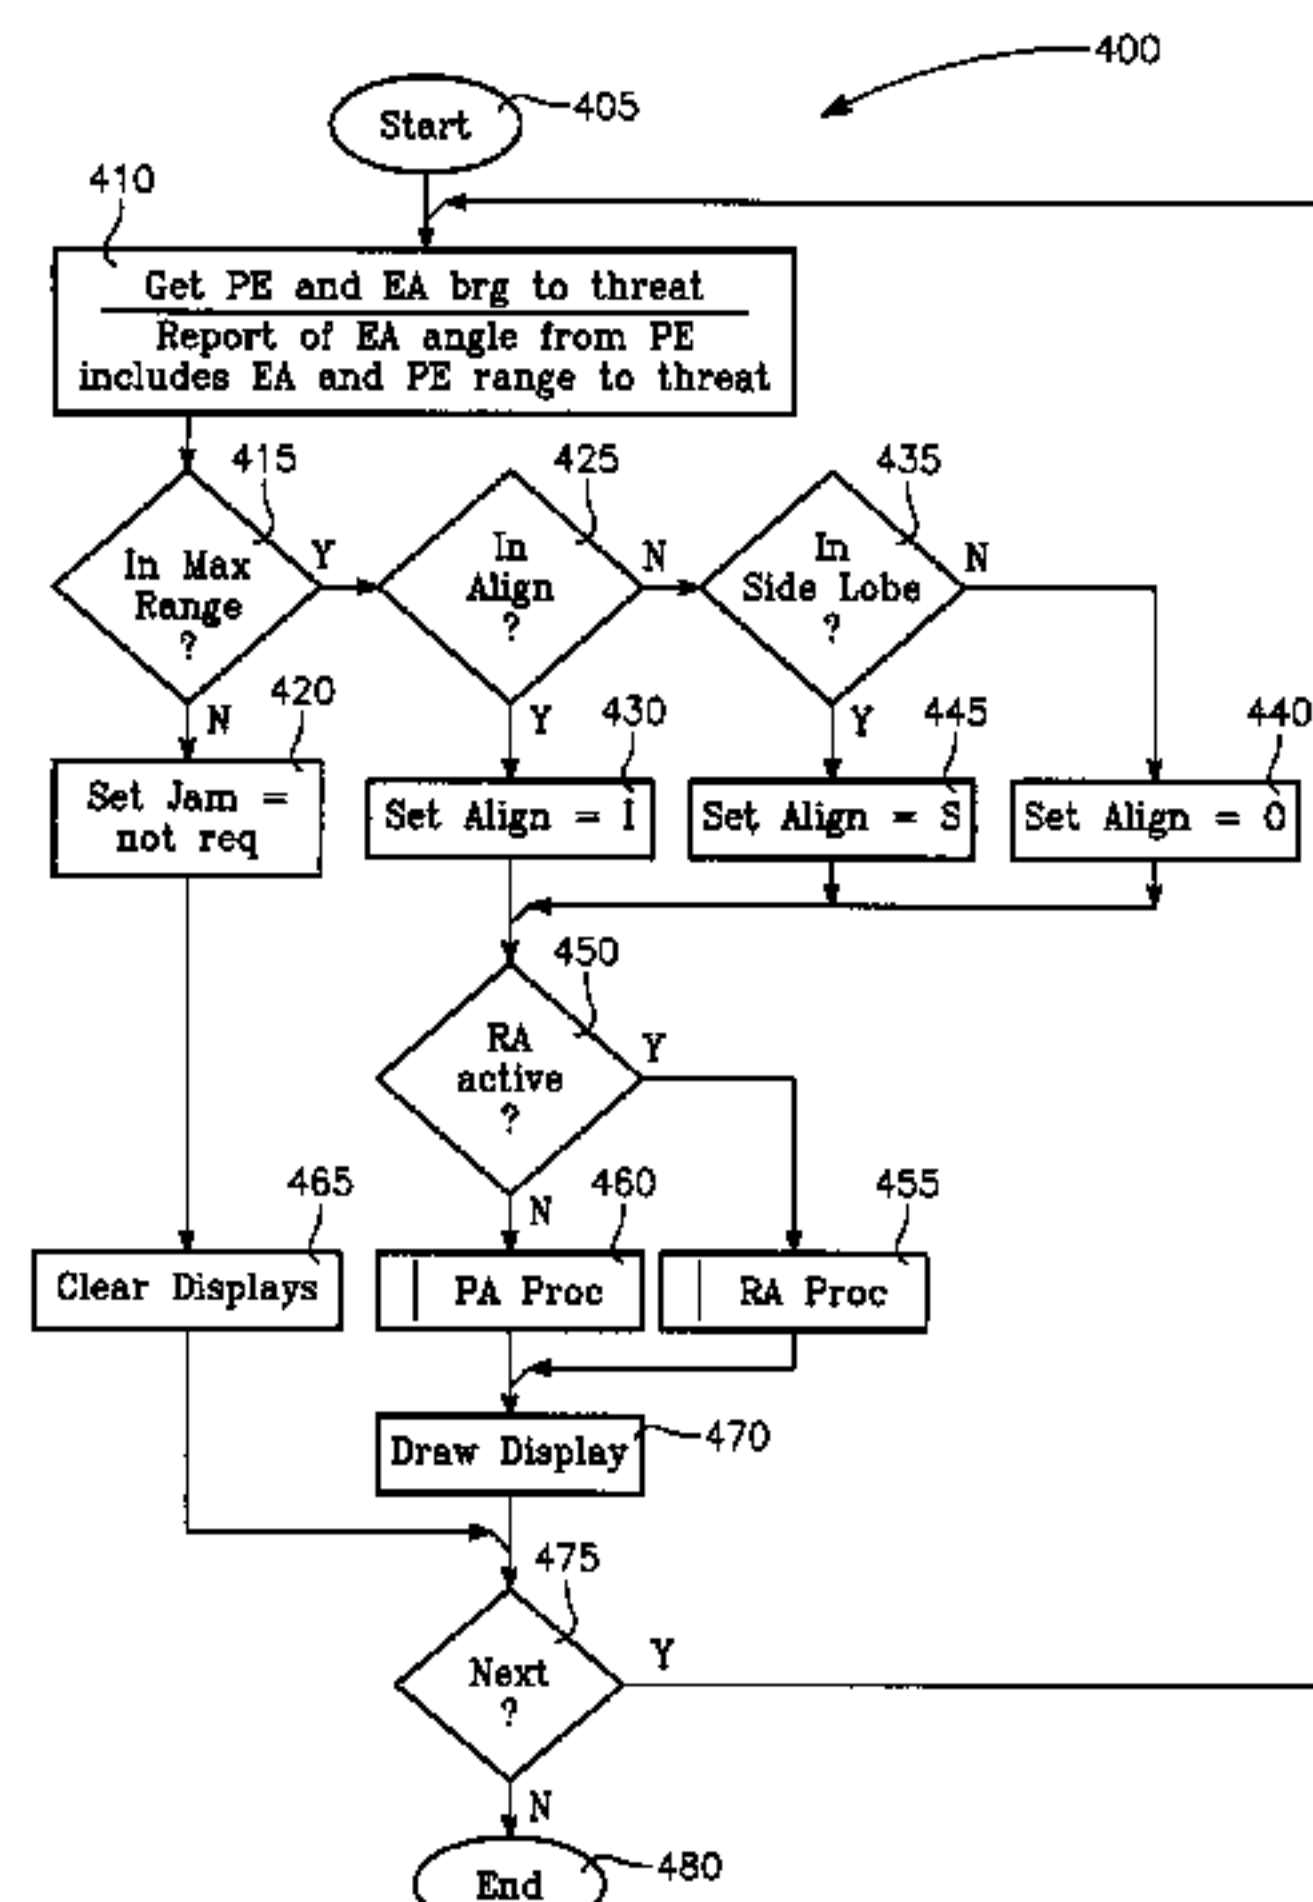 400
Start
405
410
Get PE and EA brg to threat
Report of EA angle from PE
includes EA and PE range to threat
415
425
435
In Max
Range
?
Y
N
In
Align
?
N
Y
In
Side Lobe
?
N
Y
420
430
445
440
Set Jam =
not req
Set Align = I
Set Align = S
Set Align = O
450
RA
active
?
Y
N
465
460
455
Clear Displays
PA Proc
RA Proc
Draw Display
470
475
Next
?
Y
N
End
480